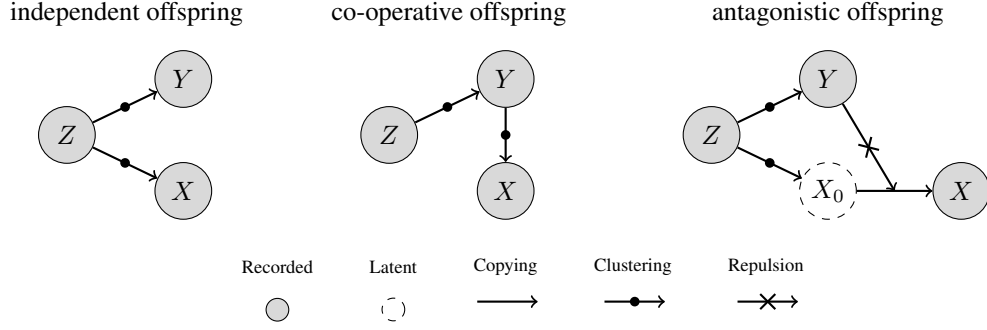 independent offspring
co-operative offspring
antagonistic offspring
Z
Y
X
Z
Y
X
Z
Y
X₀
X
Recorded
Latent
Copying
Clustering
Repulsion